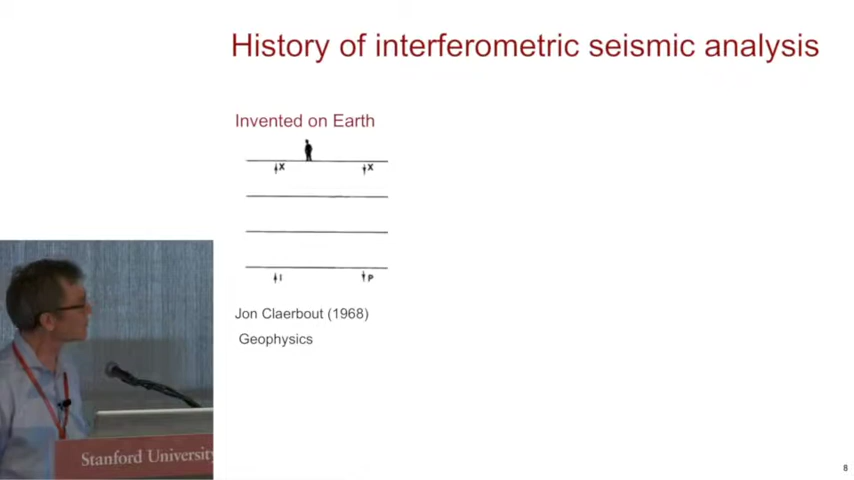 History of interferometric seismic analysis
Invented on Earth
X X
I P
Jon Claerbout (1968)
Geophysics
Stanford University
8